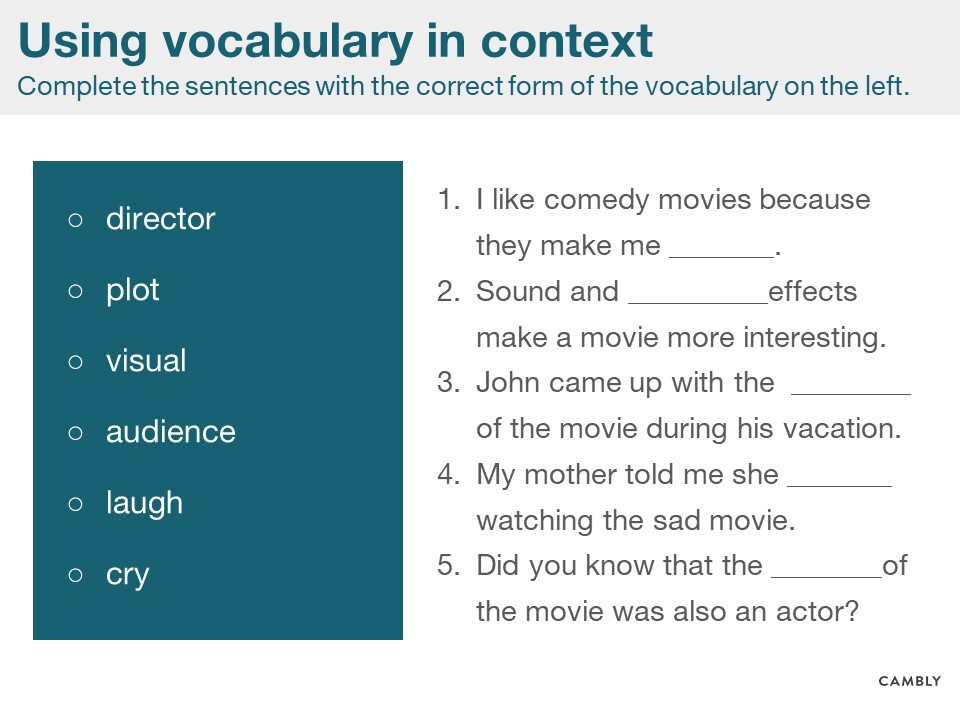 Using vocabulary in context
Complete the sentences with the correct form of the vocabulary on the left.
○ director
○ plot
○ visual
○ audience
○ laugh
○ cry
1. I like comedy movies because
they make me _______.
2. Sound and _________effects
make a movie more interesting.
3. John came up with the ________
of the movie during his vacation.
4. My mother told me she _______
watching the sad movie.
5. Did you know that the _______of
the movie was also an actor?
CAMBLY